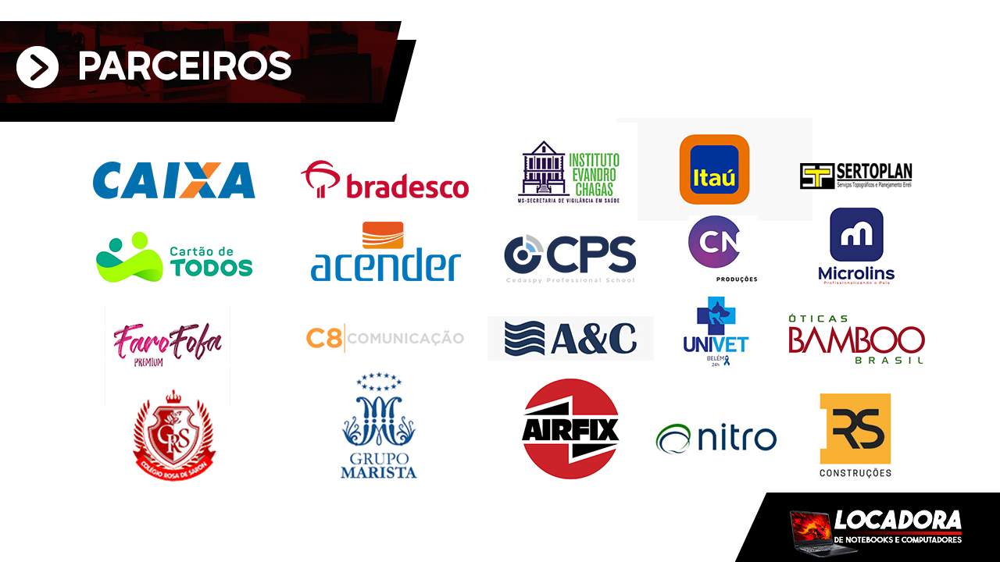 PARCEIROS
CAIXA
bradesco
INSTITUTO
EVANDRO
CHAGAS
MS-SECRETARIA DE VIGILÂNCIA EM SAÚDE
Itaú
SERTOPLAN
Serviços Topográficos e Planejamento Eireli
Cartão de
TODOS
acender
CPS
Cedaspy Professional School
CN
PRODUÇÕES
Microlins
Profissionalizando o País
FaroFofa
PREMIUM
C8 COMUNICAÇÃO
A&C
UNIVET
BELÉM
24h
ÓTICAS
BAMBOO
BRASIL
CRS
COLÉGIO ROSA DE SARON
GRUPO
MARISTA
AIRFIX
nitro
RS
CONSTRUÇÕES
LOCADORA
DE NOTEBOOKS E COMPUTADORES